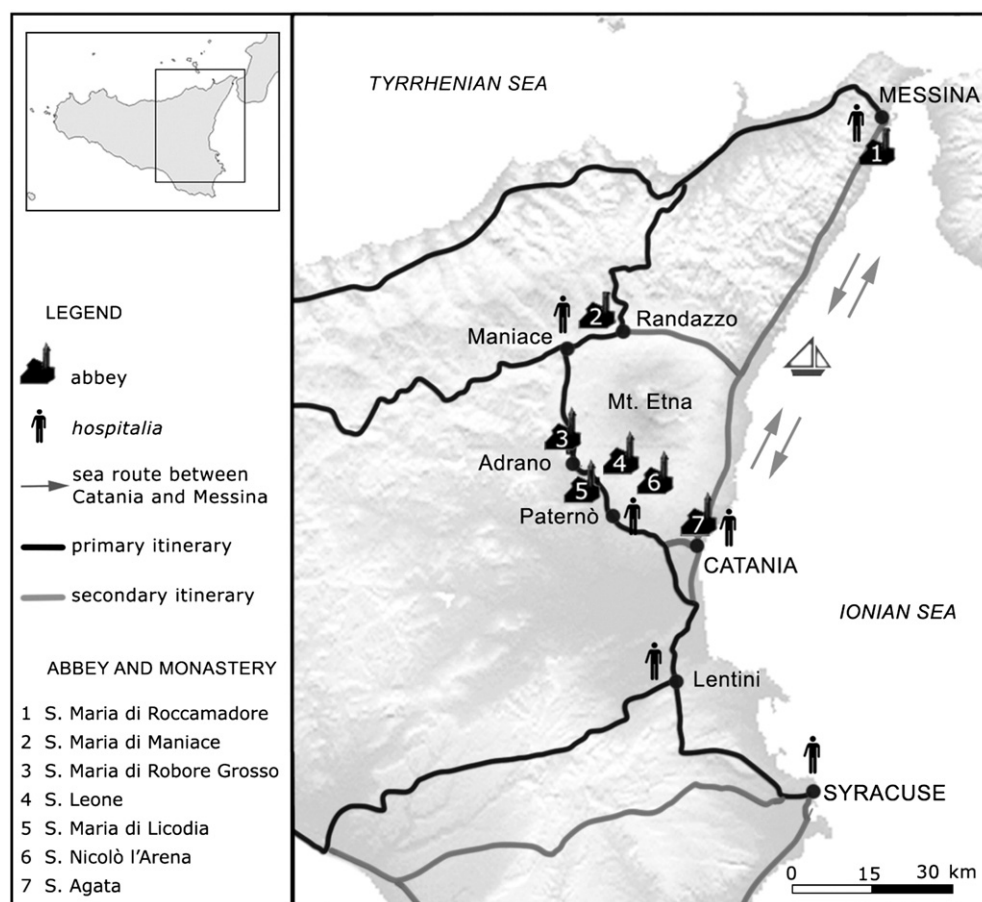 LEGEND
abbey
hospitalia
sea route between
Catania and Messina
primary itinerary
secondary itinerary
ABBEY AND MONASTERY
1 S. Maria di Roccamadore
2 S. Maria di Maniace
3 S. Maria di Robore Grosso
4 S. Leone
5 S. Maria di Licodia
6 S. Nicolò l'Arena
7 S. Agata
TYRRHENIAN SEA
MESSINA
1
2
Randazzo
Maniace
Mt. Etna
3
Adrano
4
5
6
Paternò
7
CATANIA
IONIAN SEA
Lentini
SYRACUSE
0 15 30 km